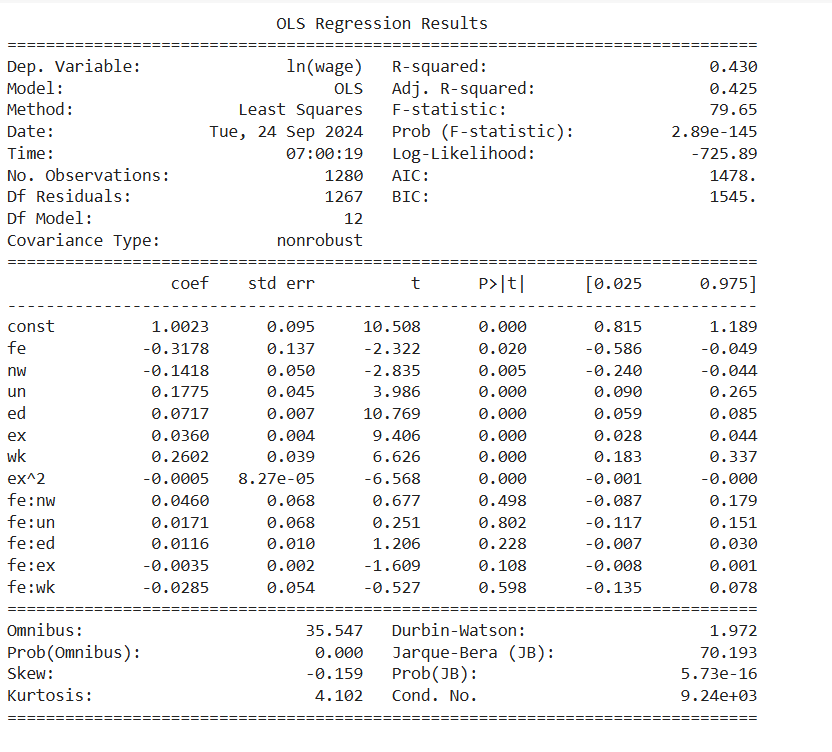 OLS Regression Results
==============================================================================
Dep. Variable:               ln(wage)   R-squared:                       0.430
Model:                            OLS   Adj. R-squared:                  0.425
Method:                 Least Squares   F-statistic:                     79.65
Date:                Tue, 24 Sep 2024   Prob (F-statistic):          2.89e-145
Time:                        07:00:19   Log-Likelihood:                -725.89
No. Observations:                1280   AIC:                             1478.
Df Residuals:                    1267   BIC:                             1545.
Df Model:                          12
Covariance Type:            nonrobust
==============================================================================
                 coef    std err          t      P>|t|      [0.025      0.975]
------------------------------------------------------------------------------
const          1.0023      0.095     10.508      0.000       0.815       1.189
fe            -0.3178      0.137     -2.322      0.020      -0.586      -0.049
nw            -0.1418      0.050     -2.835      0.005      -0.240      -0.044
un             0.1775      0.045      3.986      0.000       0.090       0.265
ed             0.0717      0.007     10.769      0.000       0.059       0.085
ex             0.0360      0.004      9.406      0.000       0.028       0.044
wk             0.2602      0.039      6.626      0.000       0.183       0.337
ex^2          -0.0005   8.27e-05     -6.568      0.000      -0.001      -0.000
fe:nw          0.0460      0.068      0.677      0.498      -0.087       0.179
fe:un          0.0171      0.068      0.251      0.802      -0.117       0.151
fe:ed          0.0116      0.010      1.206      0.228      -0.007       0.030
fe:ex         -0.0035      0.002     -1.609      0.108      -0.008       0.001
fe:wk         -0.0285      0.054     -0.527      0.598      -0.135       0.078
==============================================================================
Omnibus:                       35.547   Durbin-Watson:                   1.972
Prob(Omnibus):                  0.000   Jarque-Bera (JB):               70.193
Skew:                          -0.159   Prob(JB):                     5.73e-16
Kurtosis:                       4.102   Cond. No.                     9.24e+03
==============================================================================